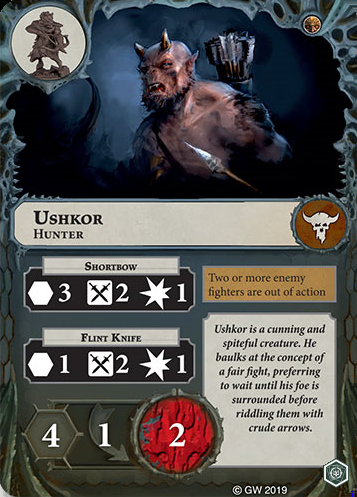 USHKOR
HUNTER
SHORTBOW
3 2 1
Two or more enemy
fighters are out of action
FLINT KNIFE
1 2 1
Ushkor is a cunning and
spiteful creature. He
baulks at the concept of
a fair fight, preferring
to wait until his foe is
surrounded before
riddling them with
crude arrows.
4 1 2
© GW 2019